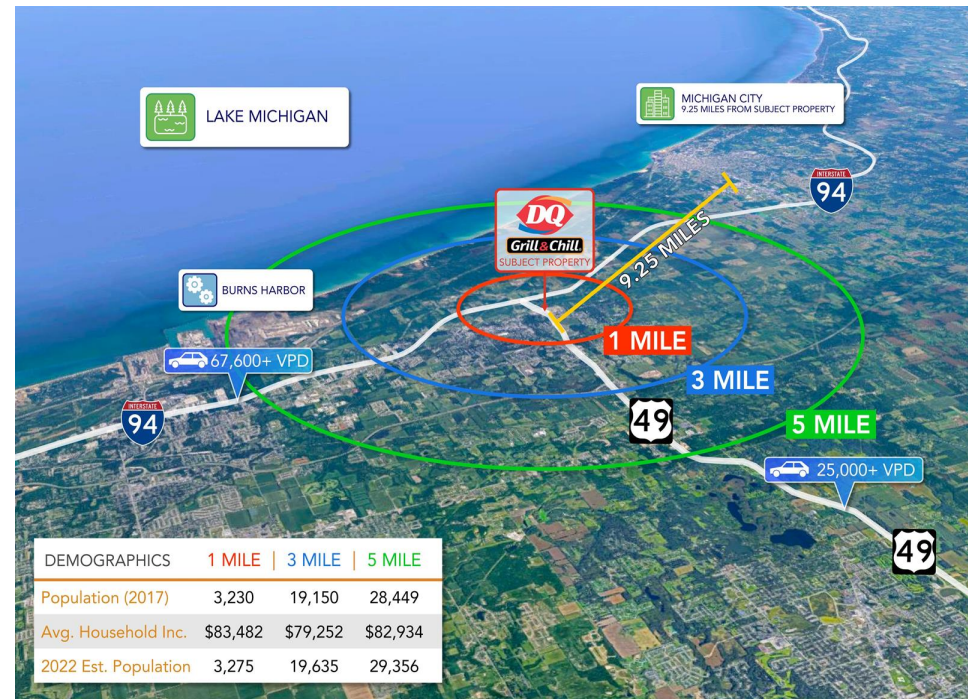 LAKE MICHIGAN
MICHIGAN CITY
9.25 MILES FROM SUBJECT PROPERTY
INTERSTATE
94
DQ
Grill & Chill
SUBJECT PROPERTY
9.25 MILES
BURNS HARBOR
1 MILE
67,600+ VPD
3 MILE
INTERSTATE
94
49
5 MILE
25,000+ VPD
49
DEMOGRAPHICS 1 MILE | 3 MILE | 5 MILE
Population (2017) 3,230 19,150 28,449
Avg. Household Inc. $83,482 $79,252 $82,934
2022 Est. Population 3,275 19,635 29,356